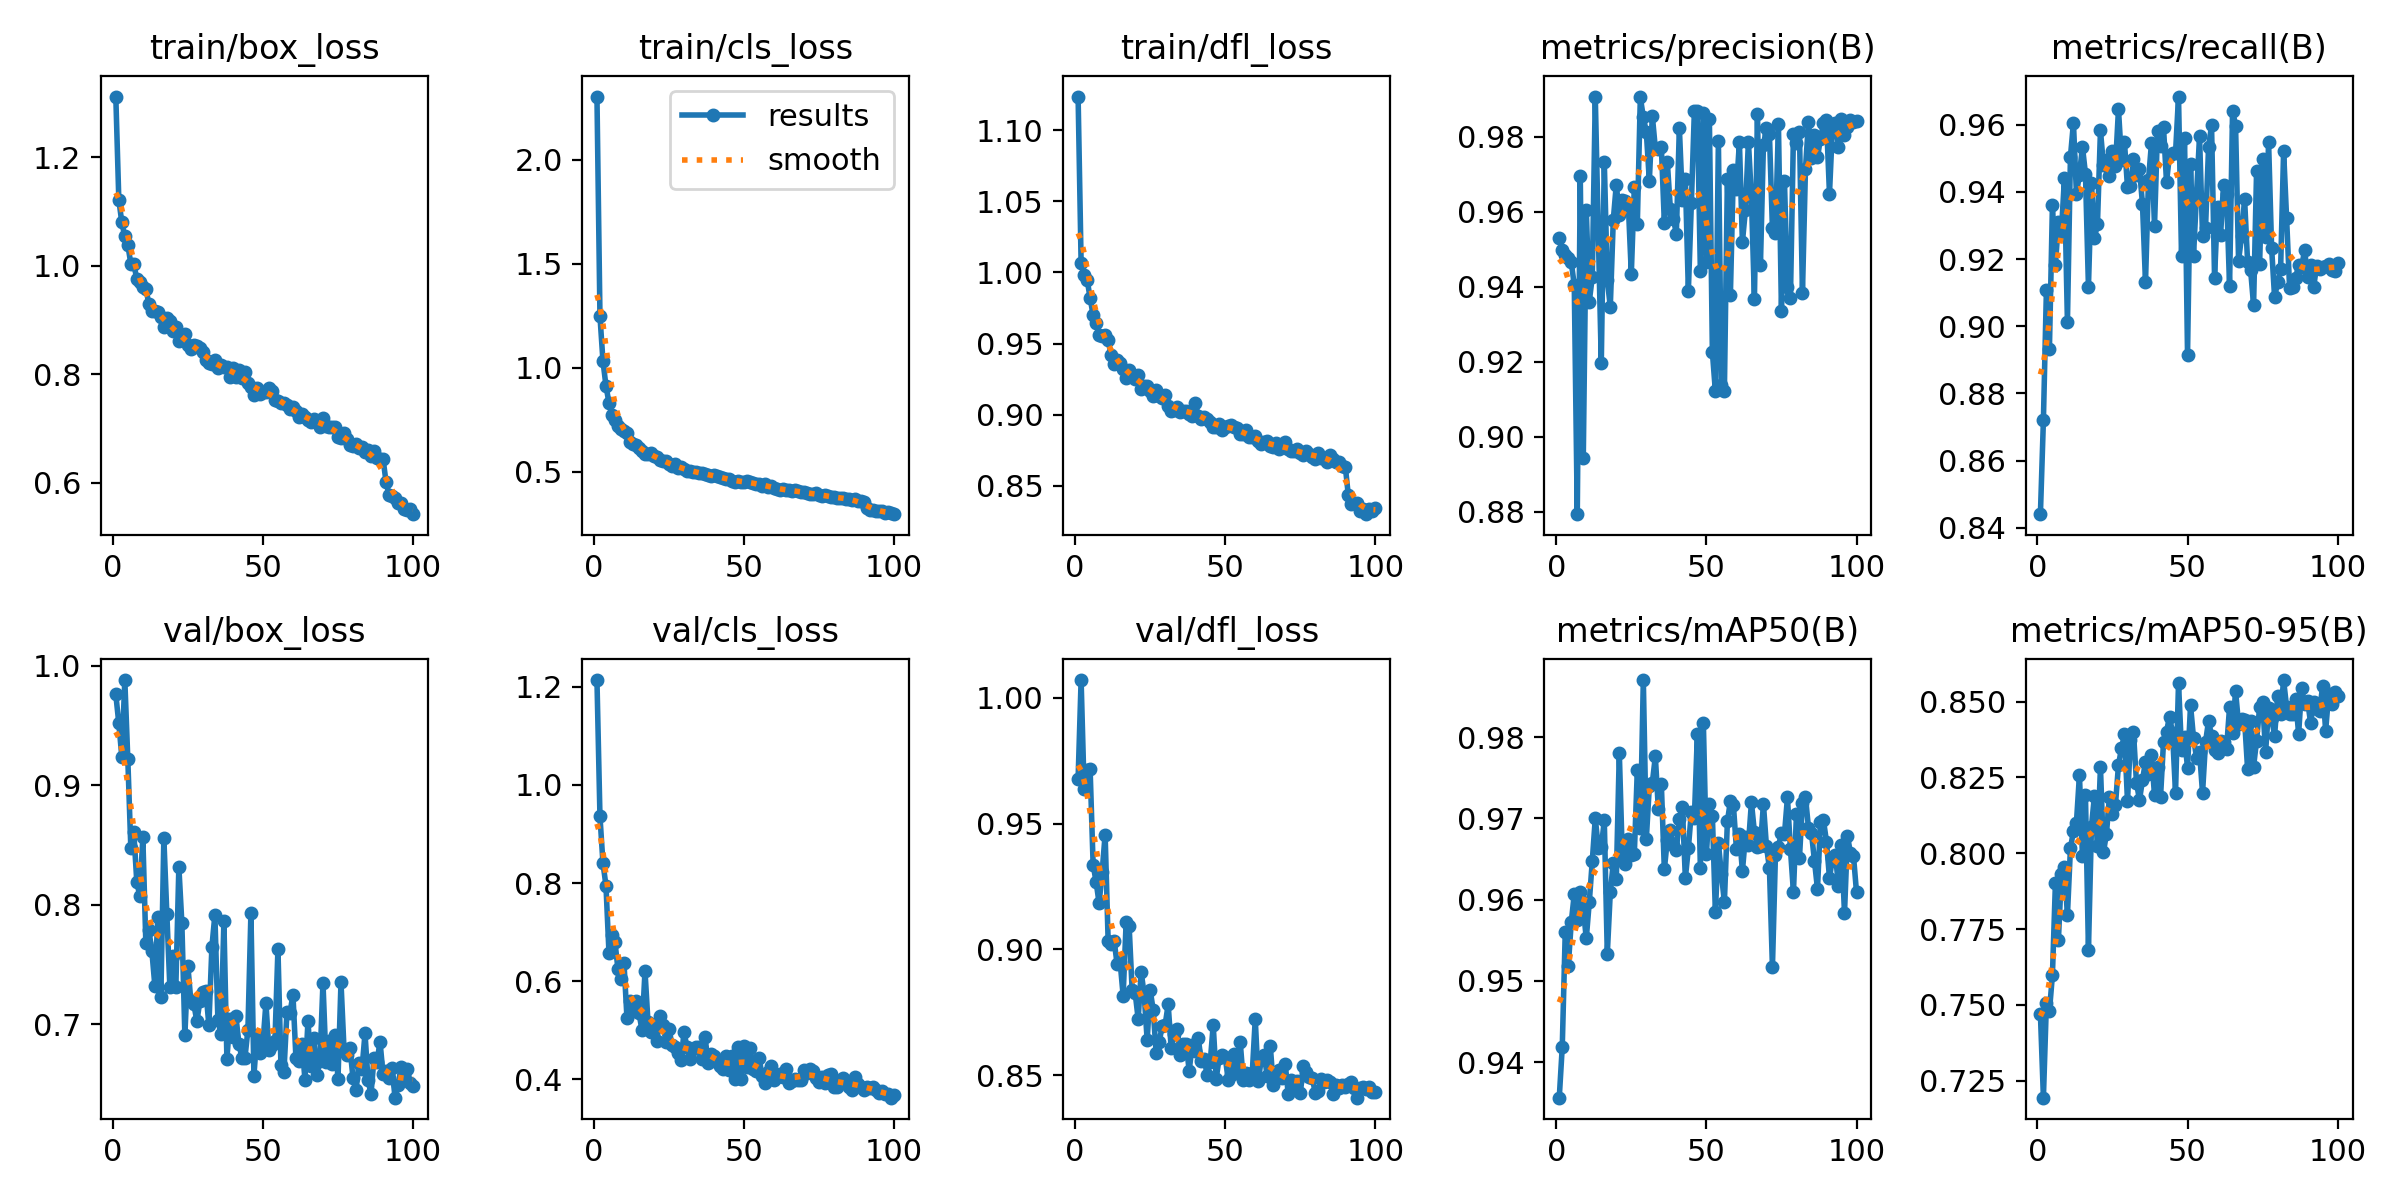 train/box_loss
1.2
1.0
0.8
0.6
0 50 100
train/cls_loss
results
smooth
2.0
1.5
1.0
0.5
0 50 100
train/dfl_loss
1.10
1.05
1.00
0.95
0.90
0.85
0 50 100
metrics/precision(B)
0.98
0.96
0.94
0.92
0.90
0.88
0 50 100
metrics/recall(B)
0.96
0.94
0.92
0.90
0.88
0.86
0.84
0 50 100
val/box_loss
1.0
0.9
0.8
0.7
0 50 100
val/cls_loss
1.2
1.0
0.8
0.6
0.4
0 50 100
val/dfl_loss
1.00
0.95
0.90
0.85
0 50 100
metrics/mAP50(B)
0.98
0.97
0.96
0.95
0.94
0 50 100
metrics/mAP50-95(B)
0.850
0.825
0.800
0.775
0.750
0.725
0 50 100